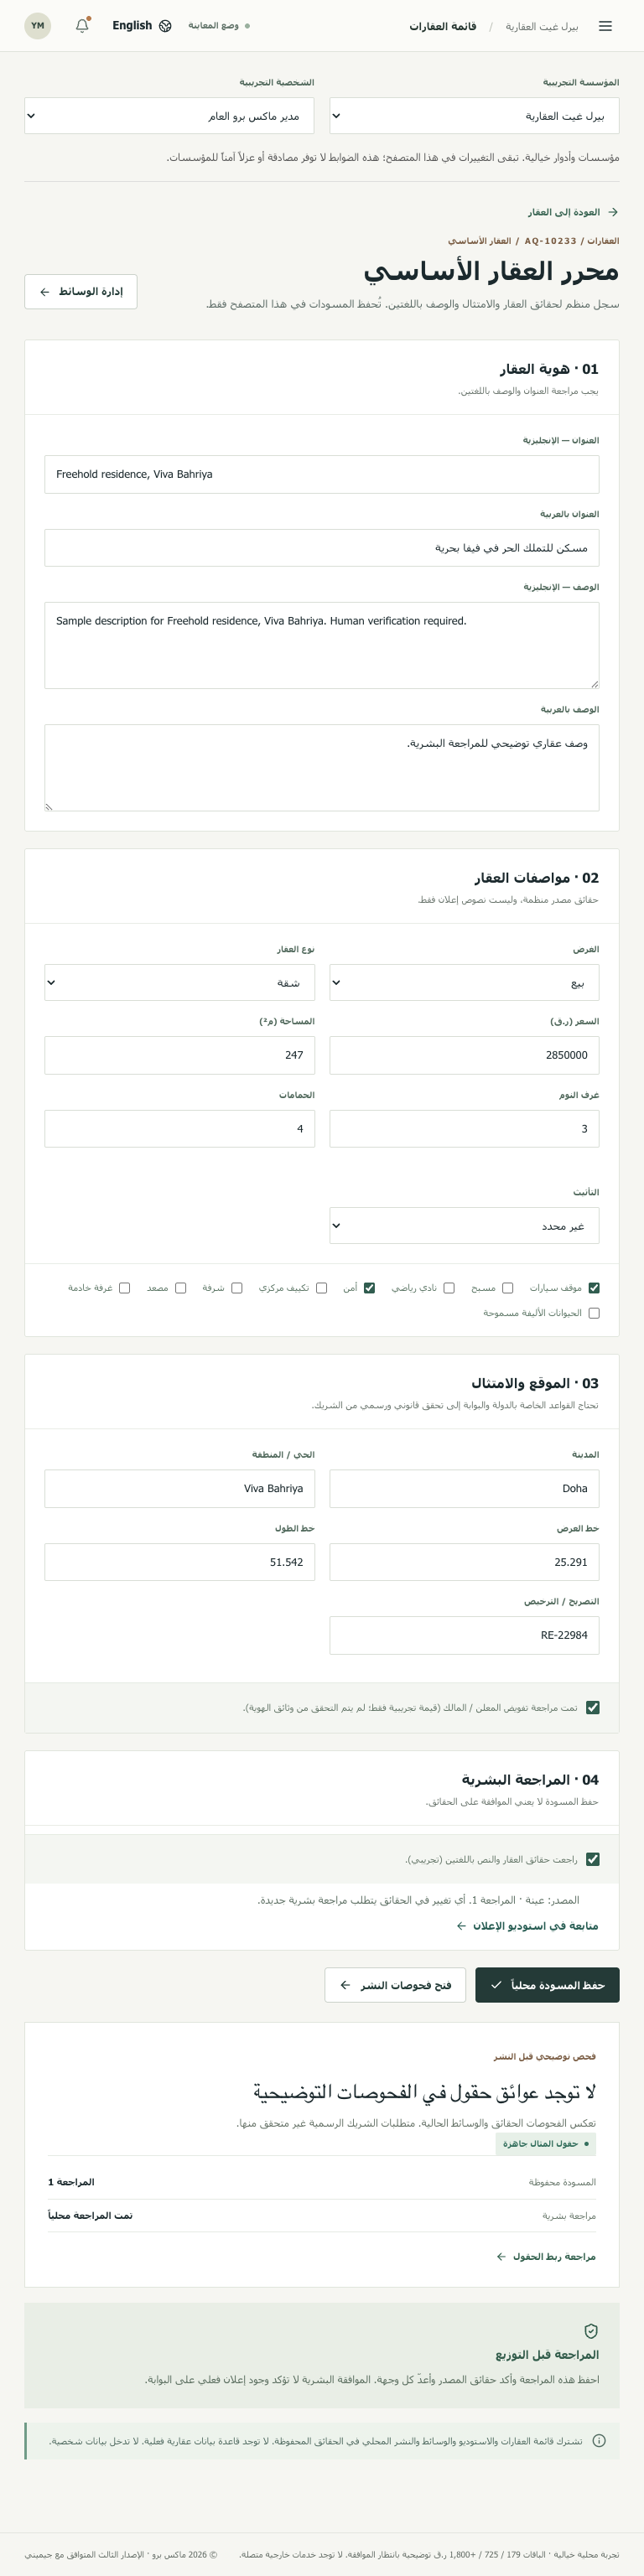 بيرل غيت العقارية / قائمة العقارات
وضع المعاينة
English
YM
المؤسسة التجريبية
بيرل غيت العقارية
الشخصية التجريبية
مدير ماكس برو العام
مؤسسات وأدوار خيالية. تبقى التغييرات في هذا المتصفح؛ هذه الضوابط لا توفر مصادقة أو عزلاً آمناً للمؤسسات.
العودة إلى العقار
العقارات / AQ-10233 / العقار الأساسي
محرر العقار الأساسي
سجل منظم لحقائق العقار والامتثال والوصف باللغتين. تُحفظ المسودات في هذا المتصفح فقط.
إدارة الوسائط
01 · هوية العقار
يجب مراجعة العنوان والوصف باللغتين.
العنوان — الإنجليزية
Freehold residence, Viva Bahriya
العنوان بالعربية
مسكن للتملك الحر في فيفا بحرية
الوصف — الإنجليزية
Sample description for Freehold residence, Viva Bahriya. Human verification required.
الوصف بالعربية
وصف عقاري توضيحي للمراجعة البشرية.
02 · مواصفات العقار
حقائق مصدر منظمة، وليست نصوص إعلان فقط.
الغرض
بيع
نوع العقار
شقة
السعر (ر.ق)
2850000
المساحة (م²)
247
غرف النوم
3
الحمامات
4
التأثيث
غير محدد
موقف سيارات
مسبح
نادي رياضي
أمن
تكييف مركزي
شرفة
مصعد
غرفة خادمة
الحيوانات الأليفة مسموحة
03 · الموقع والامتثال
تحتاج القواعد الخاصة بالدولة والبوابة إلى تحقق قانوني ورسمي من الشريك.
المدينة
Doha
الحي / المنطقة
Viva Bahriya
خط العرض
25.291
خط الطول
51.542
التصريح / الترخيص
RE-22984
تمت مراجعة تفويض المعلن / المالك (قيمة تجريبية فقط؛ لم يتم التحقق من وثائق الهوية).
04 · المراجعة البشرية
حفظ المسودة لا يعني الموافقة على الحقائق.
راجعت حقائق العقار والنص باللغتين (تجريبي).
المصدر: عينة · المراجعة 1. أي تغيير في الحقائق يتطلب مراجعة بشرية جديدة.
متابعة في استوديو الإعلان
حفظ المسودة محلياً
فتح فحوصات النشر
فحص توضيحي قبل النشر
لا توجد عوائق حقول في الفحوصات التوضيحية
تعكس الفحوصات الحقائق والوسائط الحالية. متطلبات الشريك الرسمية غير متحقق منها.
حقول المثال جاهزة
المسودة محفوظة
المراجعة 1
مراجعة بشرية
تمت المراجعة محلياً
مراجعة ربط الحقول
المراجعة قبل التوزيع
احفظ هذه المراجعة وأكد حقائق المصدر وأعدّ كل وجهة. الموافقة البشرية لا تؤكد وجود إعلان فعلي على البوابة.
تشترك قائمة العقارات والاستوديو والوسائط والنشر المحلي في الحقائق المحفوظة. لا توجد قاعدة بيانات عقارية فعلية. لا تدخل بيانات شخصية.
تجربة محلية خيالية · الباقات 179 / 725 / +1,800 ر.ق توضيحية بانتظار الموافقة. لا توجد خدمات خارجية متصلة.
© 2026 ماكس برو · الإصدار الثالث المتوافق مع جيميني